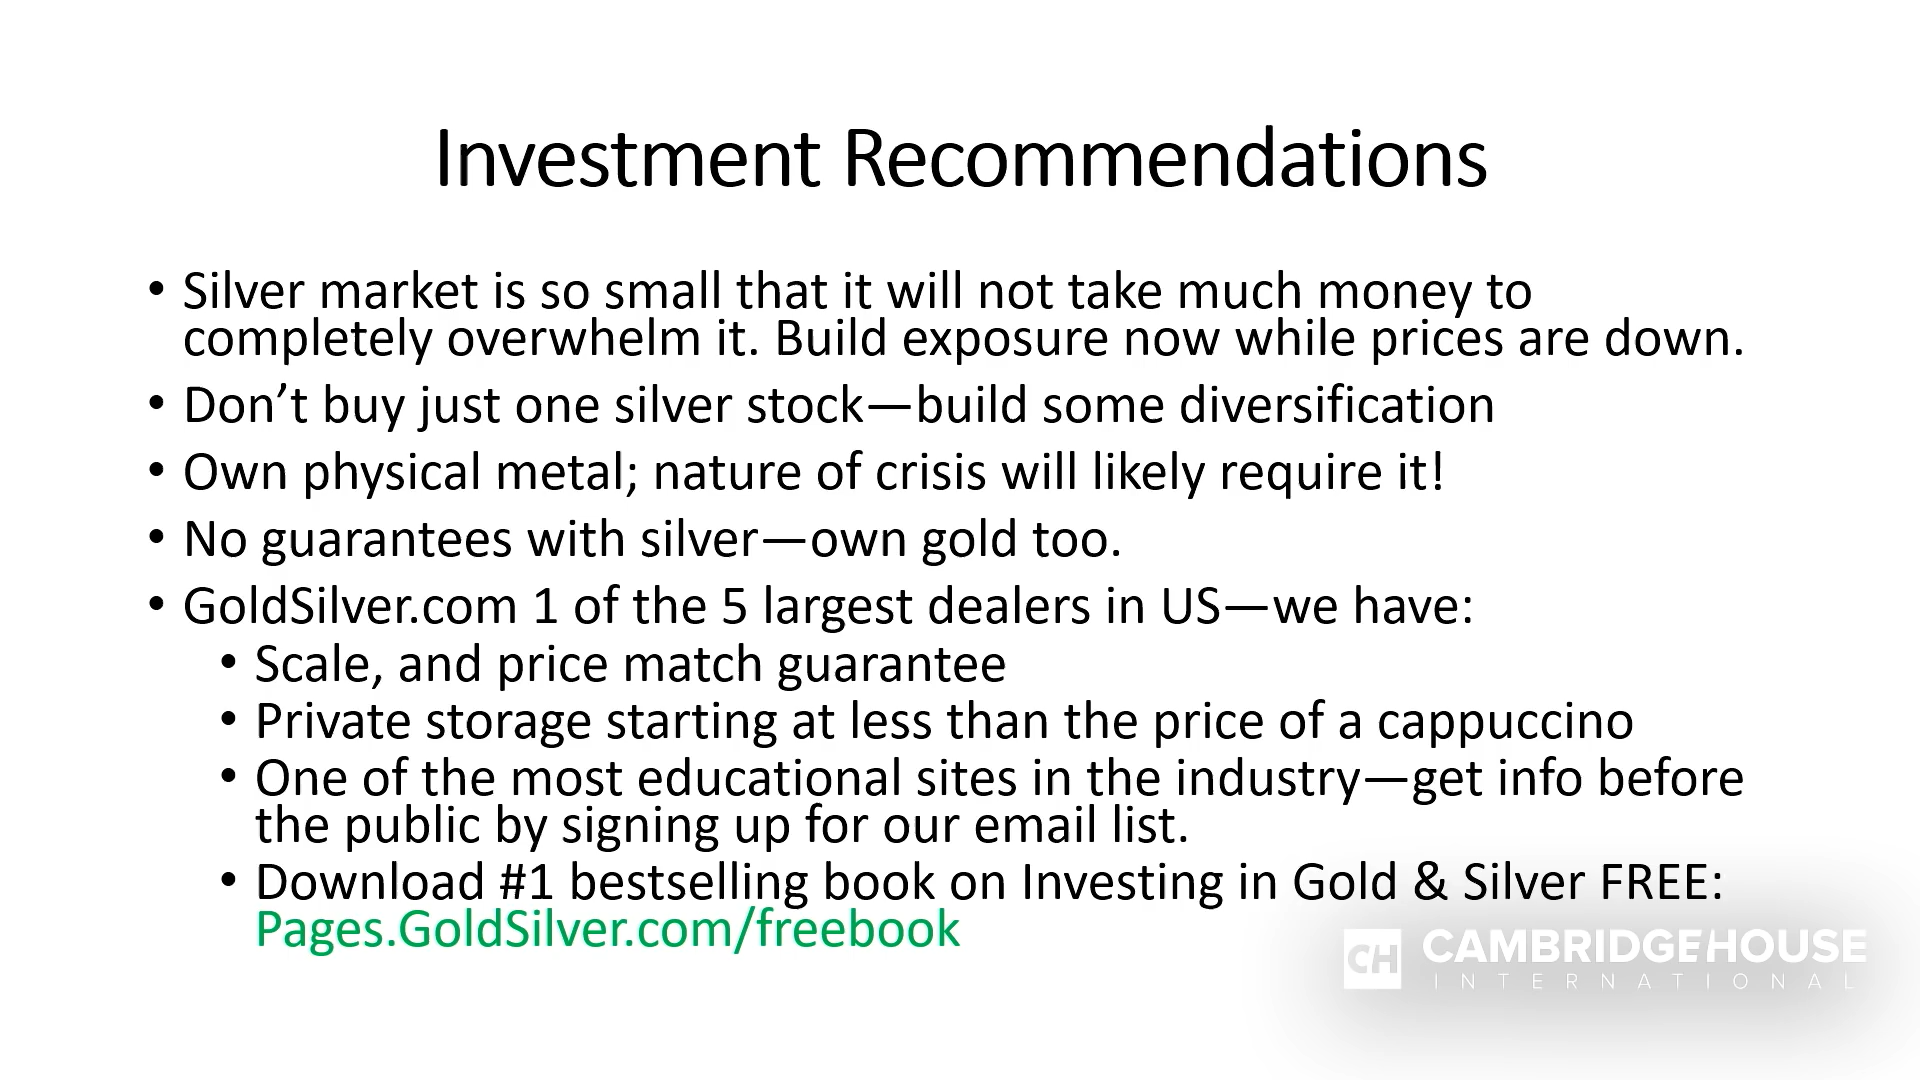 Investment Recommendations
• Silver market is so small that it will not take much money to
completely overwhelm it. Build exposure now while prices are down.
• Don’t buy just one silver stock—build some diversification
• Own physical metal; nature of crisis will likely require it!
• No guarantees with silver—own gold too.
• GoldSilver.com 1 of the 5 largest dealers in US—we have:
• Scale, and price match guarantee
• Private storage starting at less than the price of a cappuccino
• One of the most educational sites in the industry—get info before
the public by signing up for our email list.
• Download #1 bestselling book on Investing in Gold & Silver FREE:
Pages.GoldSilver.com/freebook
CH CAMBRIDGEHOUSE
INTERNATIONAL